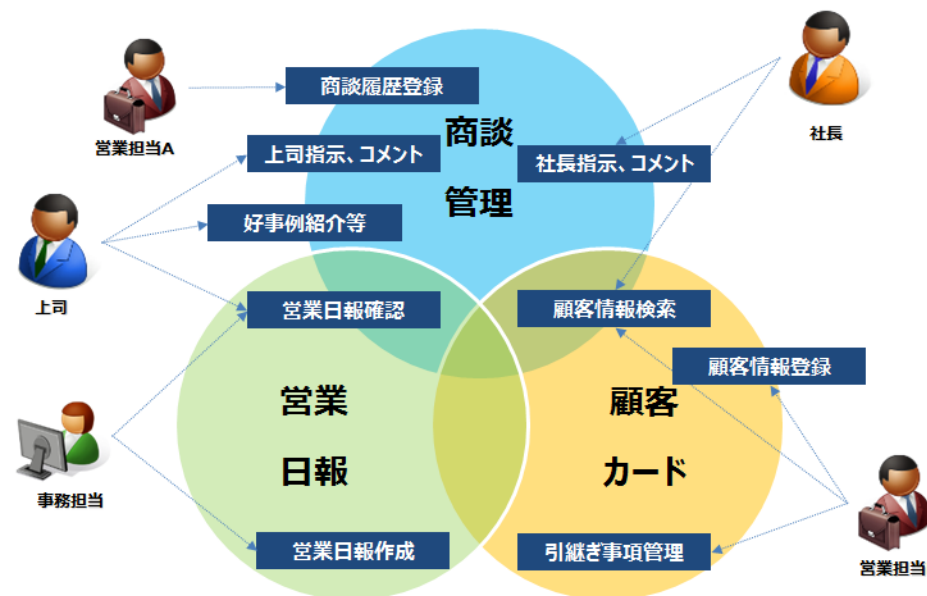 商談履歴登録
営業担当A
社長
商談
管理
上司指示、コメント
社長指示、コメント
好事例紹介等
上司
営業日報確認
顧客情報検索
顧客情報登録
営業
日報
顧客
カード
事務担当
営業日報作成
引継ぎ事項管理
営業担当